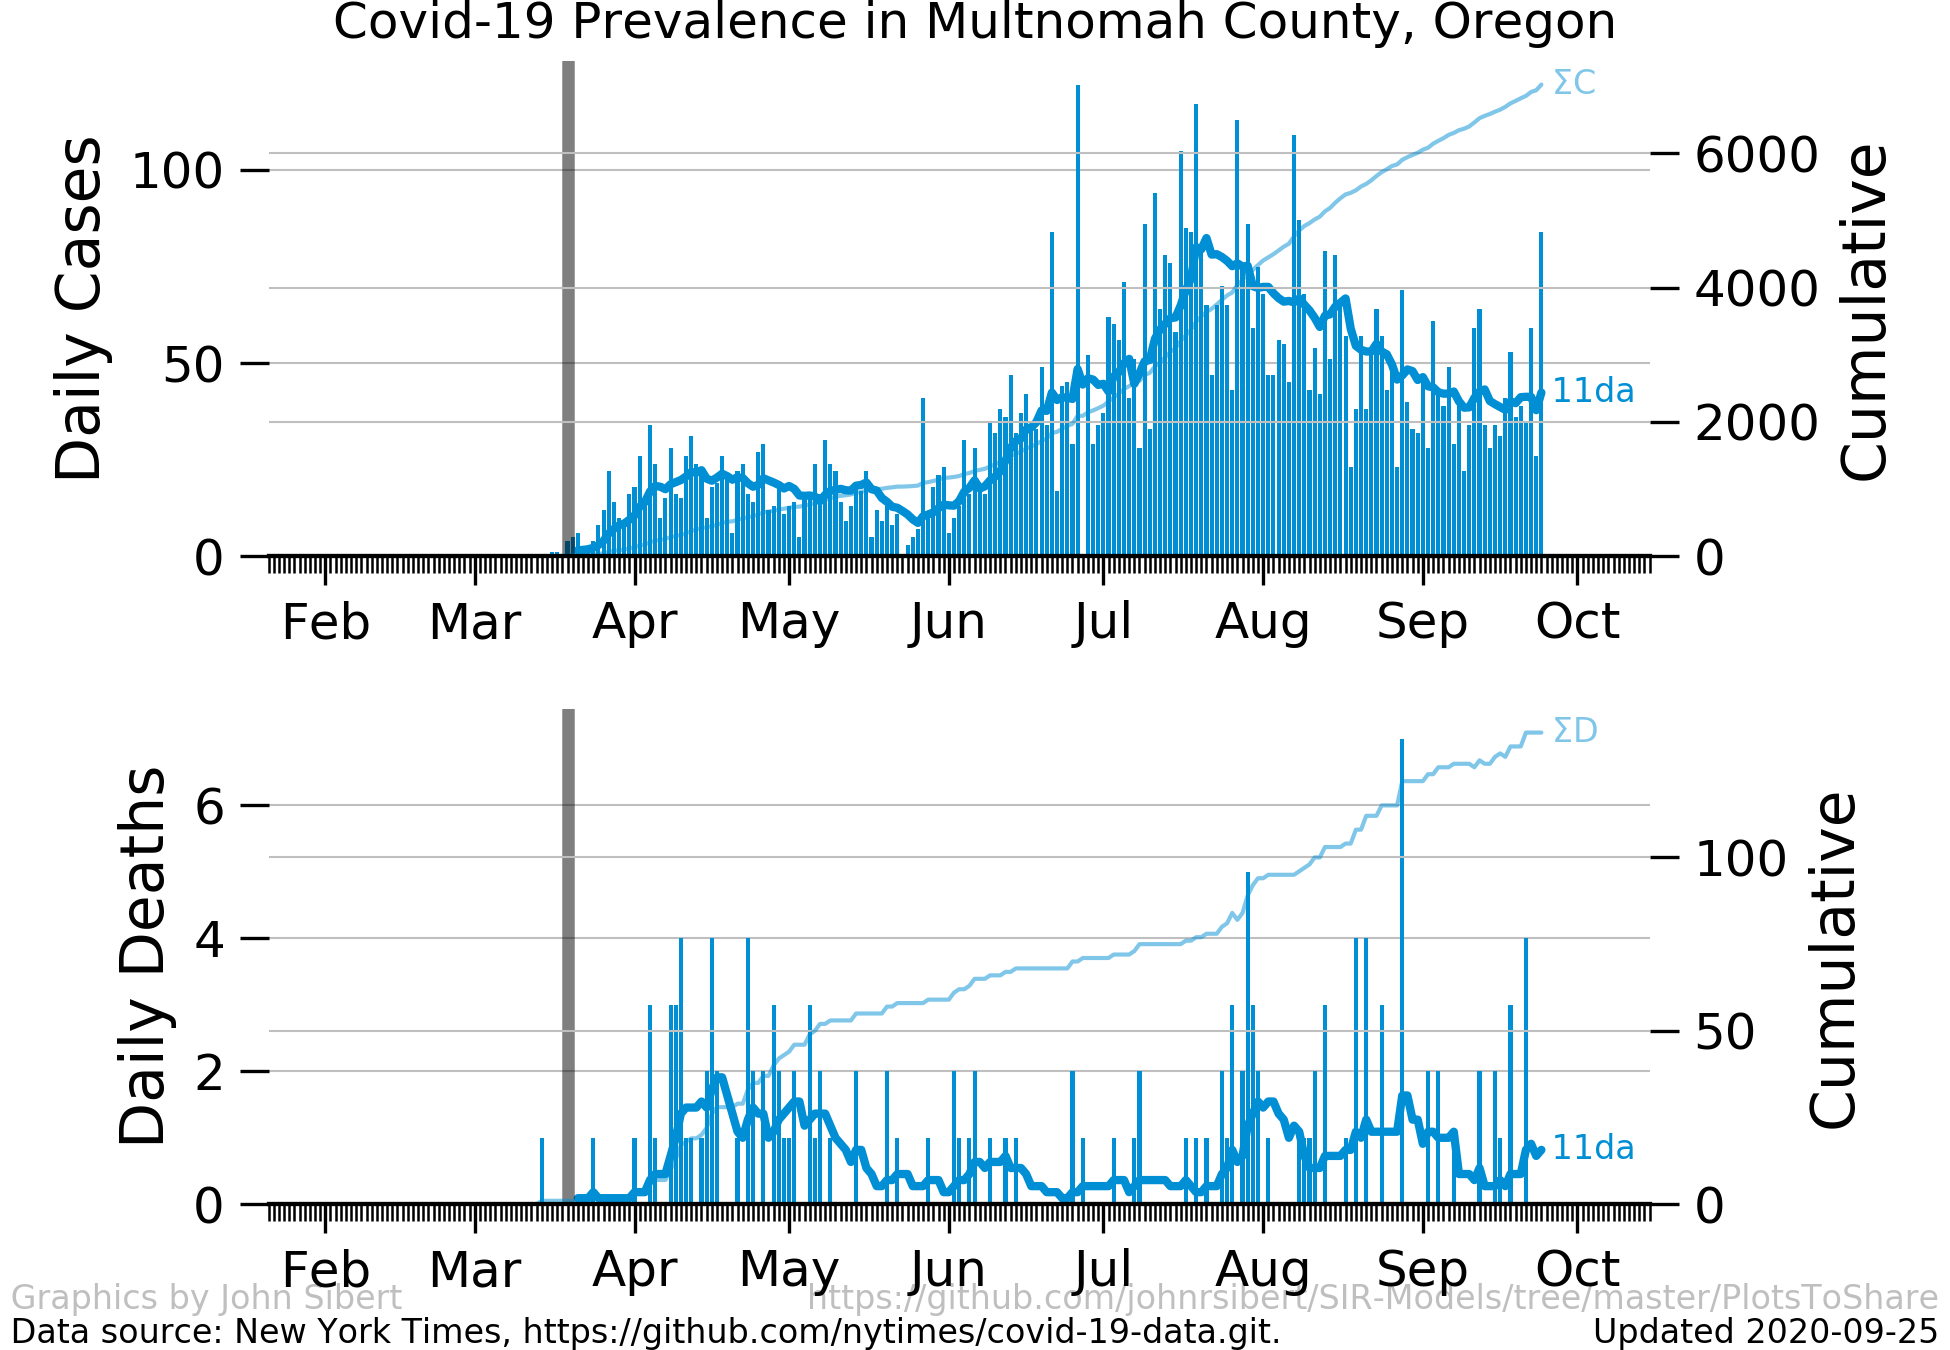 Covid-19 Prevalence in Multnomah County, Oregon
ΣC
100
6000
Daily Cases
Cumulative
4000
50
11da
2000
0
0
Feb Mar Apr May Jun Jul Aug Sep Oct
ΣD
6
100
Daily Deaths
Cumulative
4
50
2
11da
0
0
Feb Mar Apr May Jun Jul Aug Sep Oct
Graphics by John Sibert
https://github.com/johnrsibert/SIR-Models/tree/master/PlotsToShare
Data source: New York Times, https://github.com/nytimes/covid-19-data.git.
Updated 2020-09-25